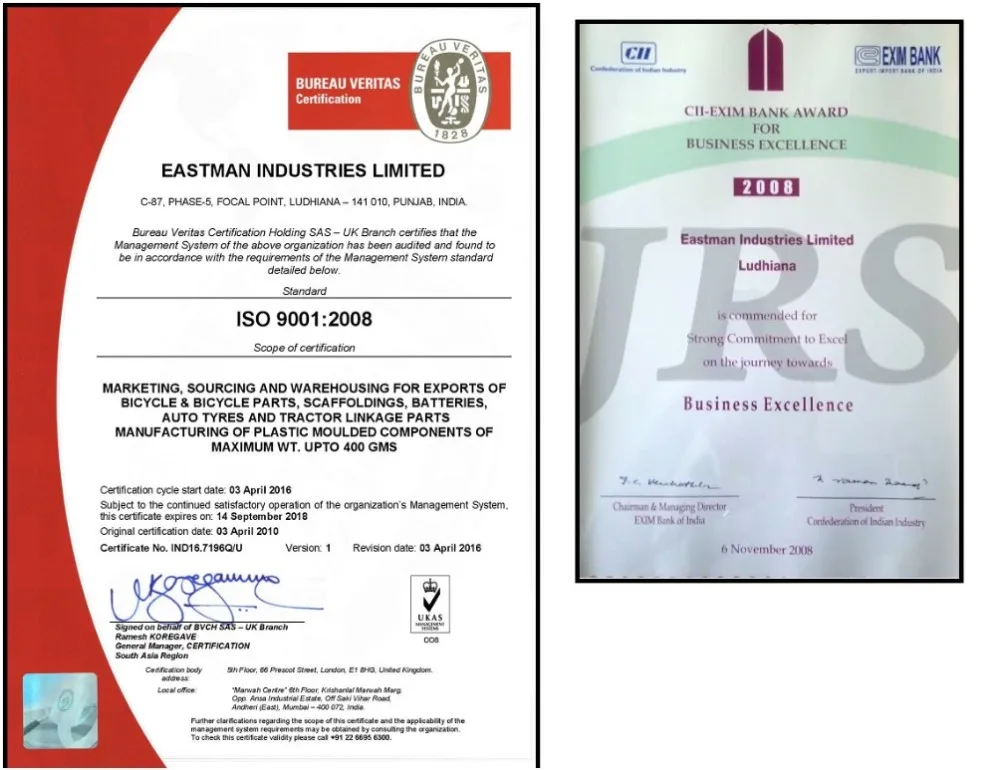 BUREAU VERITAS
Certification
BUREAU VERITAS
1828
EASTMAN INDUSTRIES LIMITED
C-87, PHASE-5, FOCAL POINT, LUDHIANA – 141 010, PUNJAB, INDIA.
Bureau Veritas Certification Holding SAS – UK Branch certifies that the
Management System of the above organization has been audited and found to
be in accordance with the requirements of the Management System standard
detailed below.
Standard
ISO 9001:2008
Scope of certification
MARKETING, SOURCING AND WAREHOUSING FOR EXPORTS OF
BICYCLE & BICYCLE PARTS, SCAFFOLDINGS, BATTERIES,
AUTO TYRES AND TRACTOR LINKAGE PARTS
MANUFACTURING OF PLASTIC MOULDED COMPONENTS OF
MAXIMUM WT. UPTO 400 GMS
Certification cycle start date: 03 April 2016
Subject to the continued satisfactory operation of the organization's Management System,
this certificate expires on: 14 September 2018
Original certification date: 03 April 2010
Certificate No. IND16.7196Q/U Version: 1 Revision date: 03 April 2016
Signed on behalf of BVCH SAS – UK Branch
Ramesh KOREGAVE
General Manager, CERTIFICATION
South Asia Region
UKAS
MANAGEMENT
SYSTEMS
008
Certification body address: 5th Floor, 66 Prescot Street, London, E1 8HG, United Kingdom.
Local office: "Marwah Centre" 6th Floor, Krishanlal Marwah Marg,
Opp. Ansa Industrial Estate, Off Saki Vihar Road,
Andheri (East), Mumbai – 400 072, India.
Further clarifications regarding the scope of this certificate and the applicability of the
management system requirements may be obtained by consulting the organization.
To check this certificate validity please call +91 22 6695 6300.
CII
Confederation of Indian Industry
EXIM BANK
EXPORT-IMPORT BANK OF INDIA
CII-EXIM BANK AWARD
FOR
BUSINESS EXCELLENCE
2008
Eastman Industries Limited
Ludhiana
is commended for
Strong Commitment to Excel
on the journey towards
Business Excellence
Chairman & Managing Director
EXIM Bank of India
President
Confederation of Indian Industry
6 November 2008
JRS